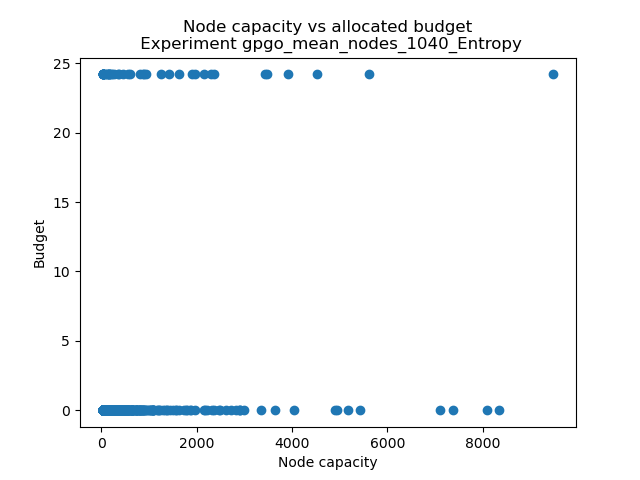 Node capacity vs allocated budget
Experiment gpgo_mean_nodes_1040_Entropy
25
20
15
10
5
0
Budget
0 2000 4000 6000 8000
Node capacity